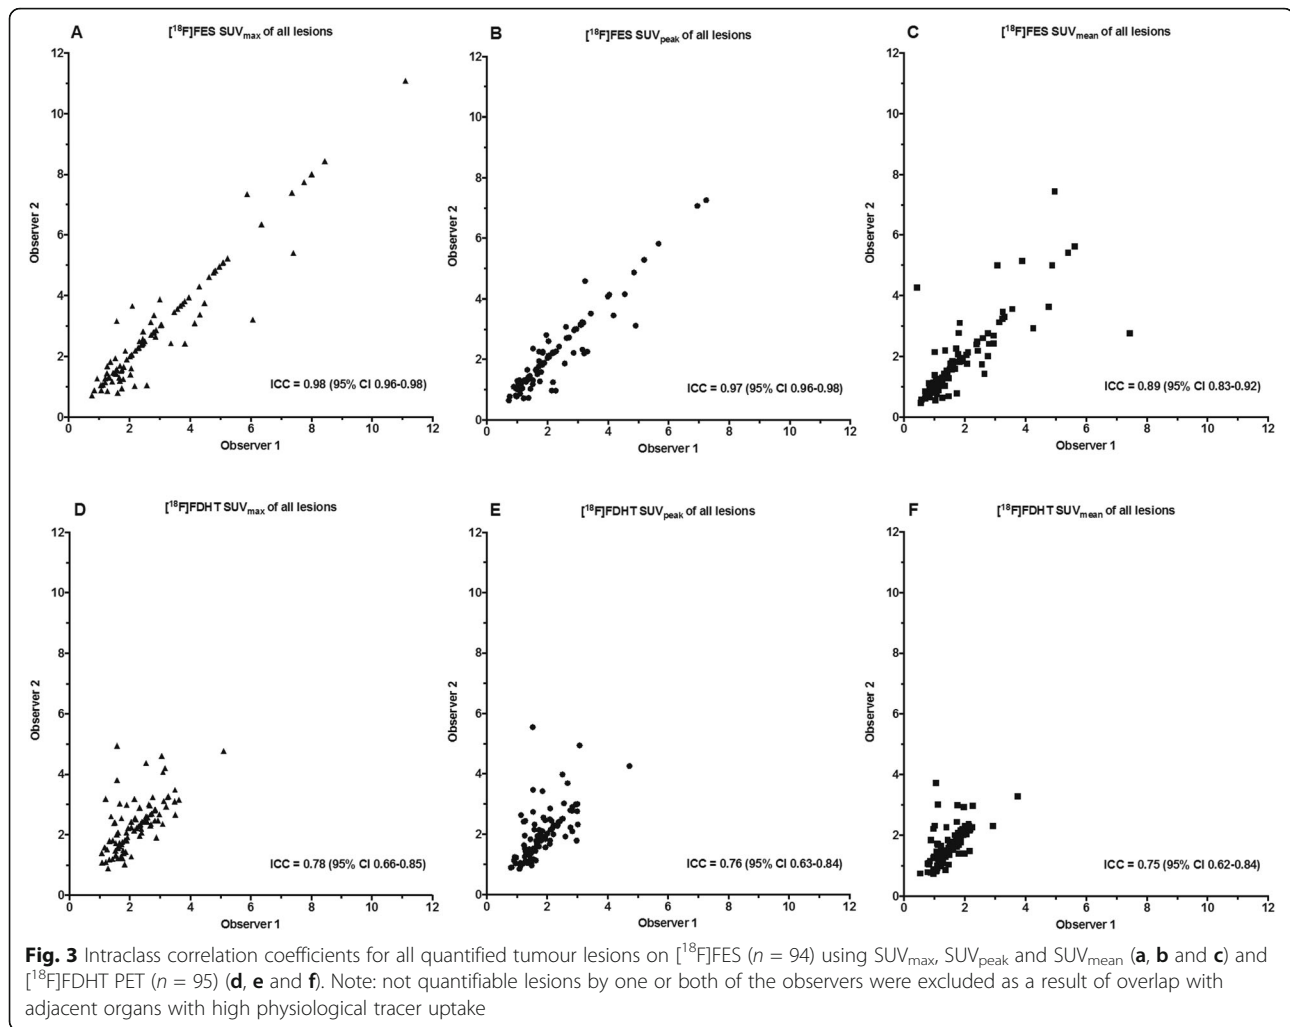 A
[¹⁸F]FES SUVmax of all lesions
12
10
8
6
4
2
0
Observer 2
0 2 4 6 8 10 12
Observer 1
ICC = 0.98 (95% CI 0.96-0.98)
B
[¹⁸F]FES SUVpeak of all lesions
12
10
8
6
4
2
0
Observer 2
0 2 4 6 8 10 12
Observer 1
ICC = 0.97 (95% CI 0.96-0.98)
C
[¹⁸F]FES SUVmean of all lesions
12
10
8
6
4
2
0
Observer 2
0 2 4 6 8 10 12
Observer 1
ICC = 0.89 (95% CI 0.83-0.92)
D
[¹⁸F]FDHT SUVmax of all lesions
12
10
8
6
4
2
0
Observer 2
0 2 4 6 8 10 12
Observer 1
ICC = 0.78 (95% CI 0.66-0.85)
E
[¹⁸F]FDHT SUVpeak of all lesions
12
10
8
6
4
2
0
Observer 2
0 2 4 6 8 10 12
Observer 1
ICC = 0.76 (95% CI 0.63-0.84)
F
[¹⁸F]FDHT SUVmean of all lesions
12
10
8
6
4
2
0
Observer 2
0 2 4 6 8 10 12
Observer 1
ICC = 0.75 (95% CI 0.62-0.84)
Fig. 3 Intraclass correlation coefficients for all quantified tumour lesions on [¹⁸F]FES (n = 94) using SUVmax, SUVpeak and SUVmean (a, b and c) and
[¹⁸F]FDHT PET (n = 95) (d, e and f). Note: not quantifiable lesions by one or both of the observers were excluded as a result of overlap with
adjacent organs with high physiological tracer uptake